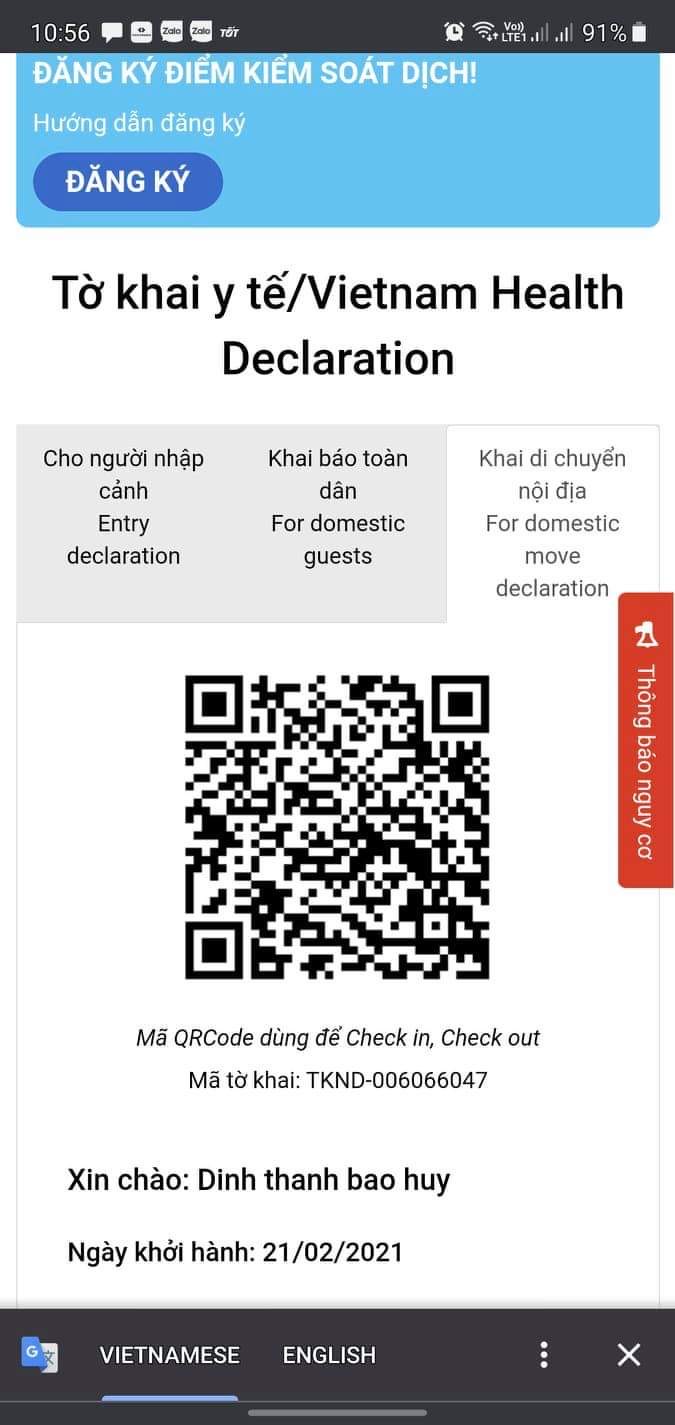 10:56
Zalo
Zalo
TỐT
Vo))
LTE1
91%
ĐĂNG KÝ ĐIỂM KIỂM SOÁT DỊCH!
Hướng dẫn đăng ký
ĐĂNG KÝ
Tờ khai y tế/Vietnam Health
Declaration
Cho người nhập
cảnh
Entry
declaration
Khai báo toàn
dân
For domestic
guests
Khai di chuyển
nội địa
For domestic
move
declaration
Thông báo nguy cơ
Mã QRCode dùng để Check in, Check out
Mã tờ khai: TKND-006066047
Xin chào: Dinh thanh bao huy
Ngày khởi hành: 21/02/2021
G 文
VIETNAMESE
ENGLISH